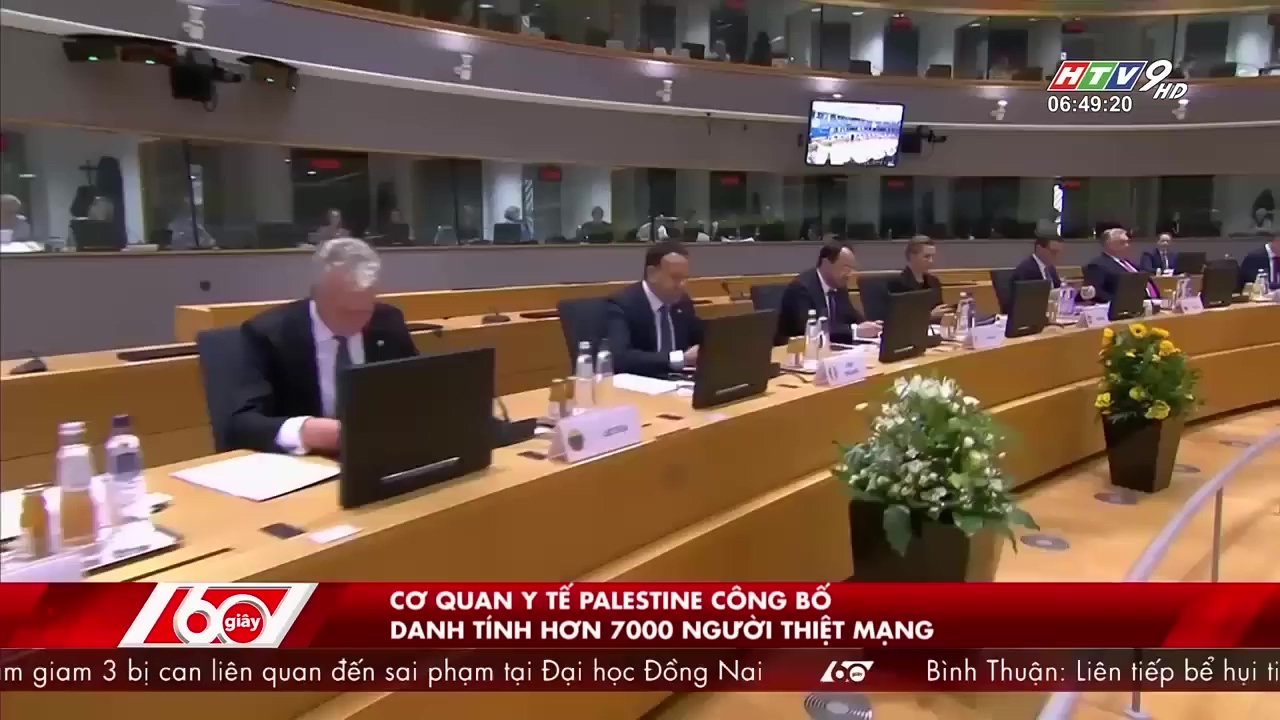 HTV9 HD
06:49:20
60 giây
CƠ QUAN Y TẾ PALESTINE CÔNG BỐ
DANH TÍNH HƠN 7000 NGƯỜI THIỆT MẠNG
m giam 3 bị can liên quan đến sai phạm tại Đại học Đồng Nai
60 giây
Bình Thuận: Liên tiếp bể hụi ti